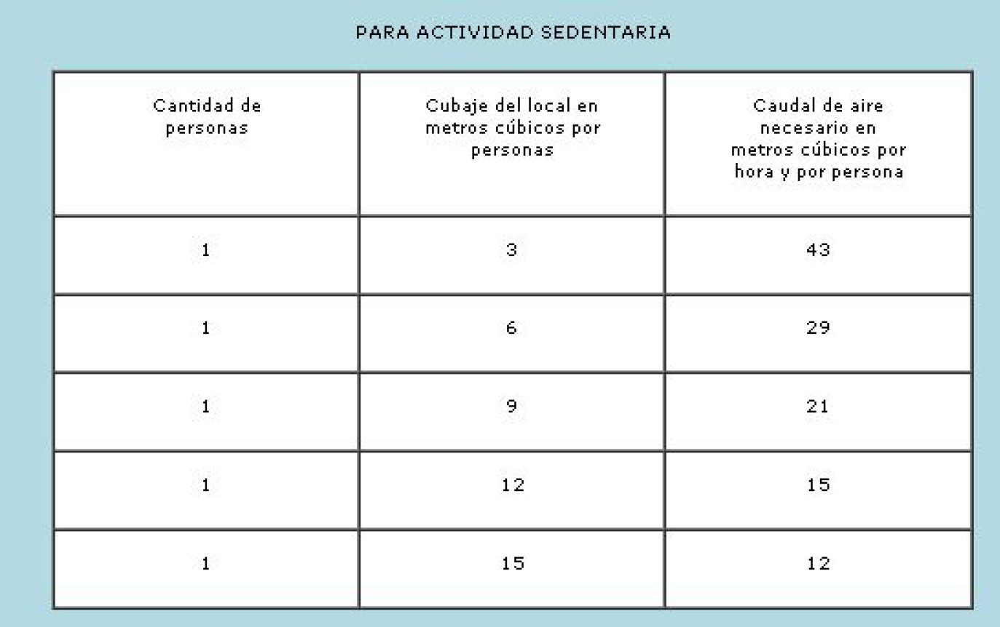 PARA ACTIVIDAD SEDENTARIA
Cantidad de
personas
Cubaje del local en
metros cúbicos por
personas
Caudal de aire
necesario en
metros cúbicos por
hora y por persona
1 3 43
1 6 29
1 9 21
1 12 15
1 15 12